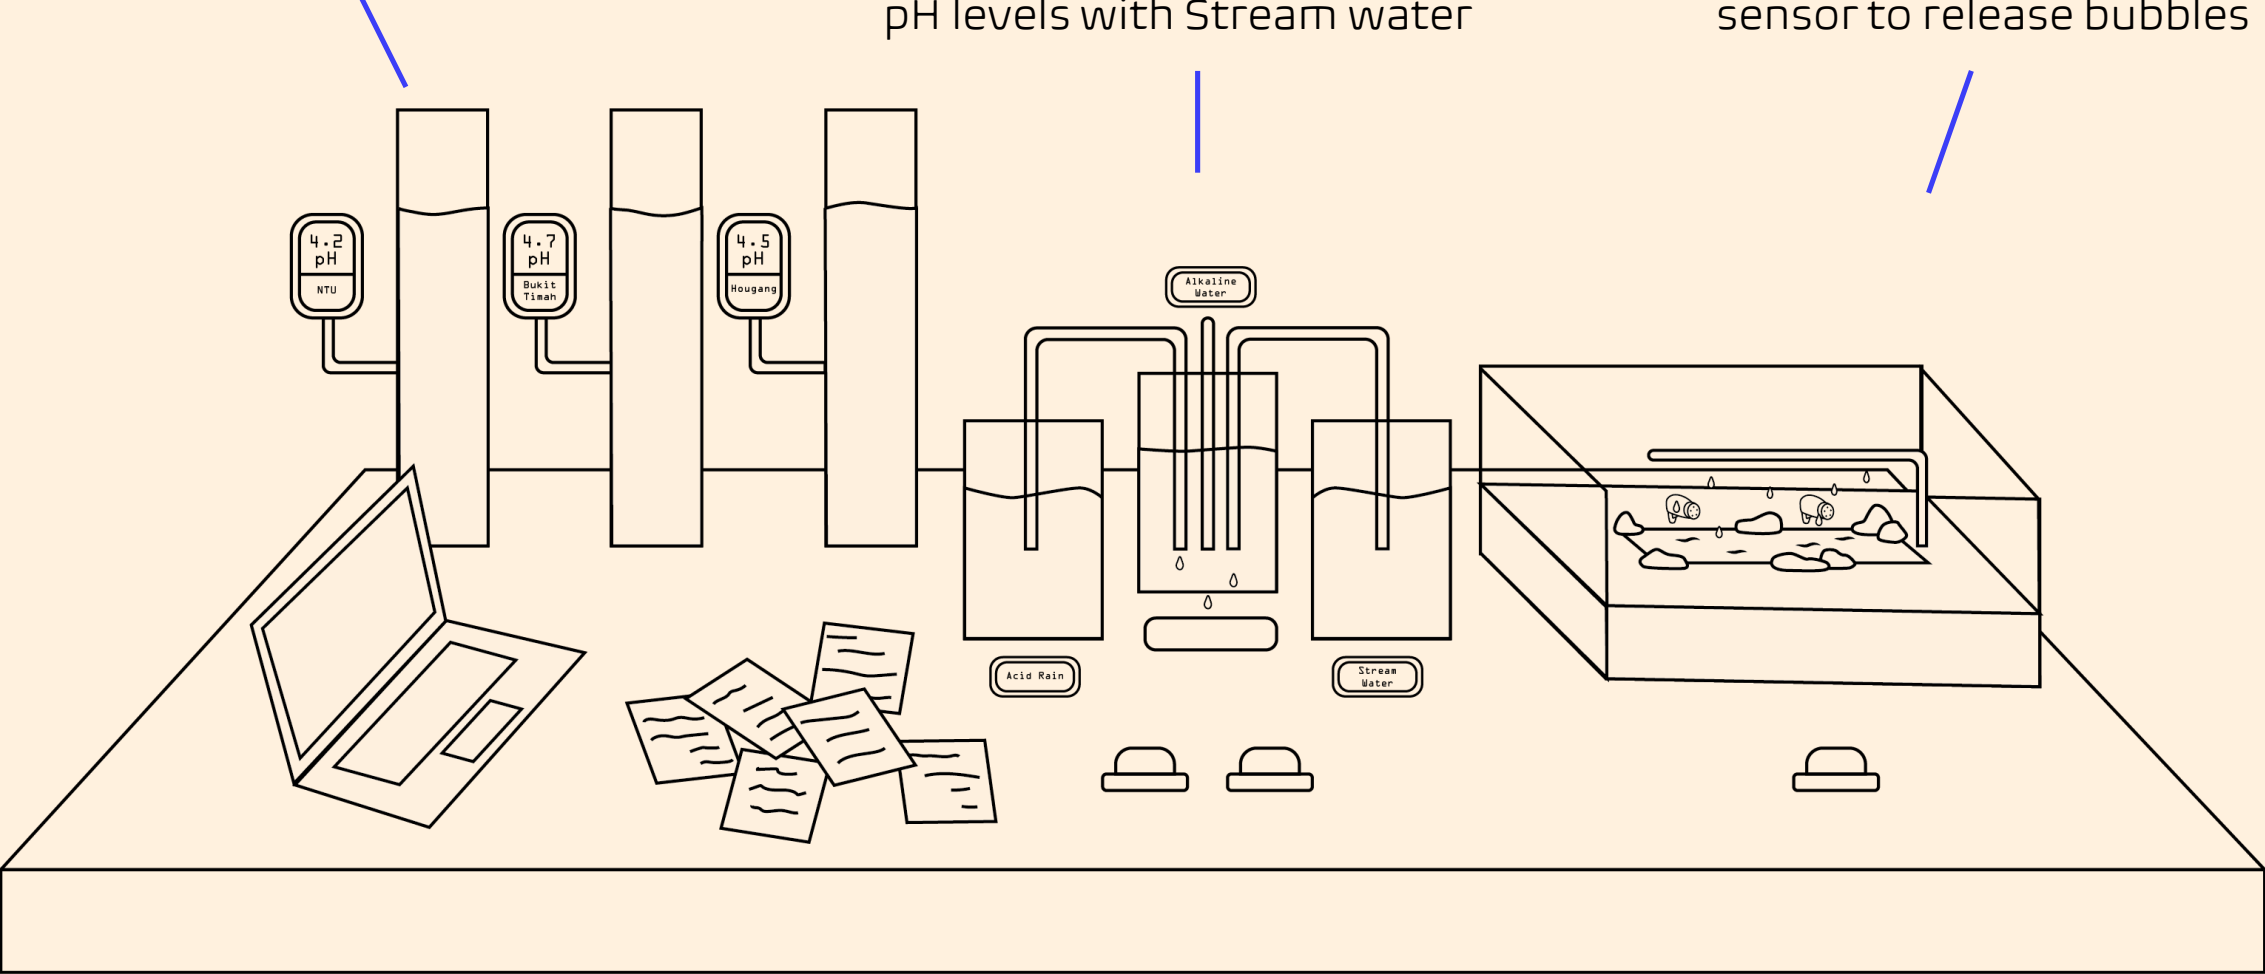 pH levels with Stream water
sensor to release bubbles
4.2
pH
NTU
4.7
pH
Bukit
Timah
4.5
pH
Hougang
Alkaline
Water
Acid Rain
Stream
Water